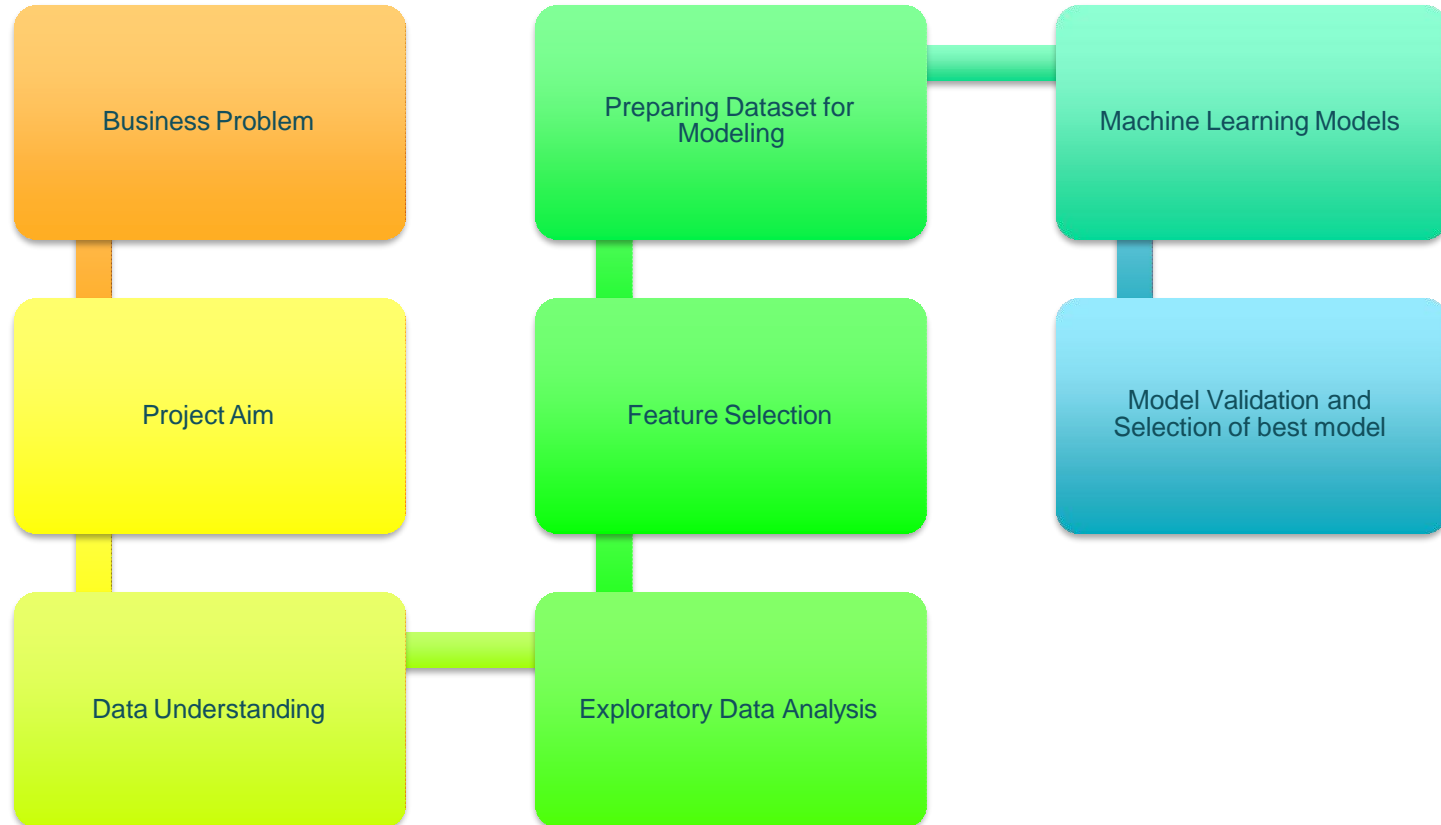 Business Problem
Project Aim
Data Understanding
Exploratory Data Analysis
Feature Selection
Preparing Dataset for
Modeling
Machine Learning Models
Model Validation and
Selection of best model